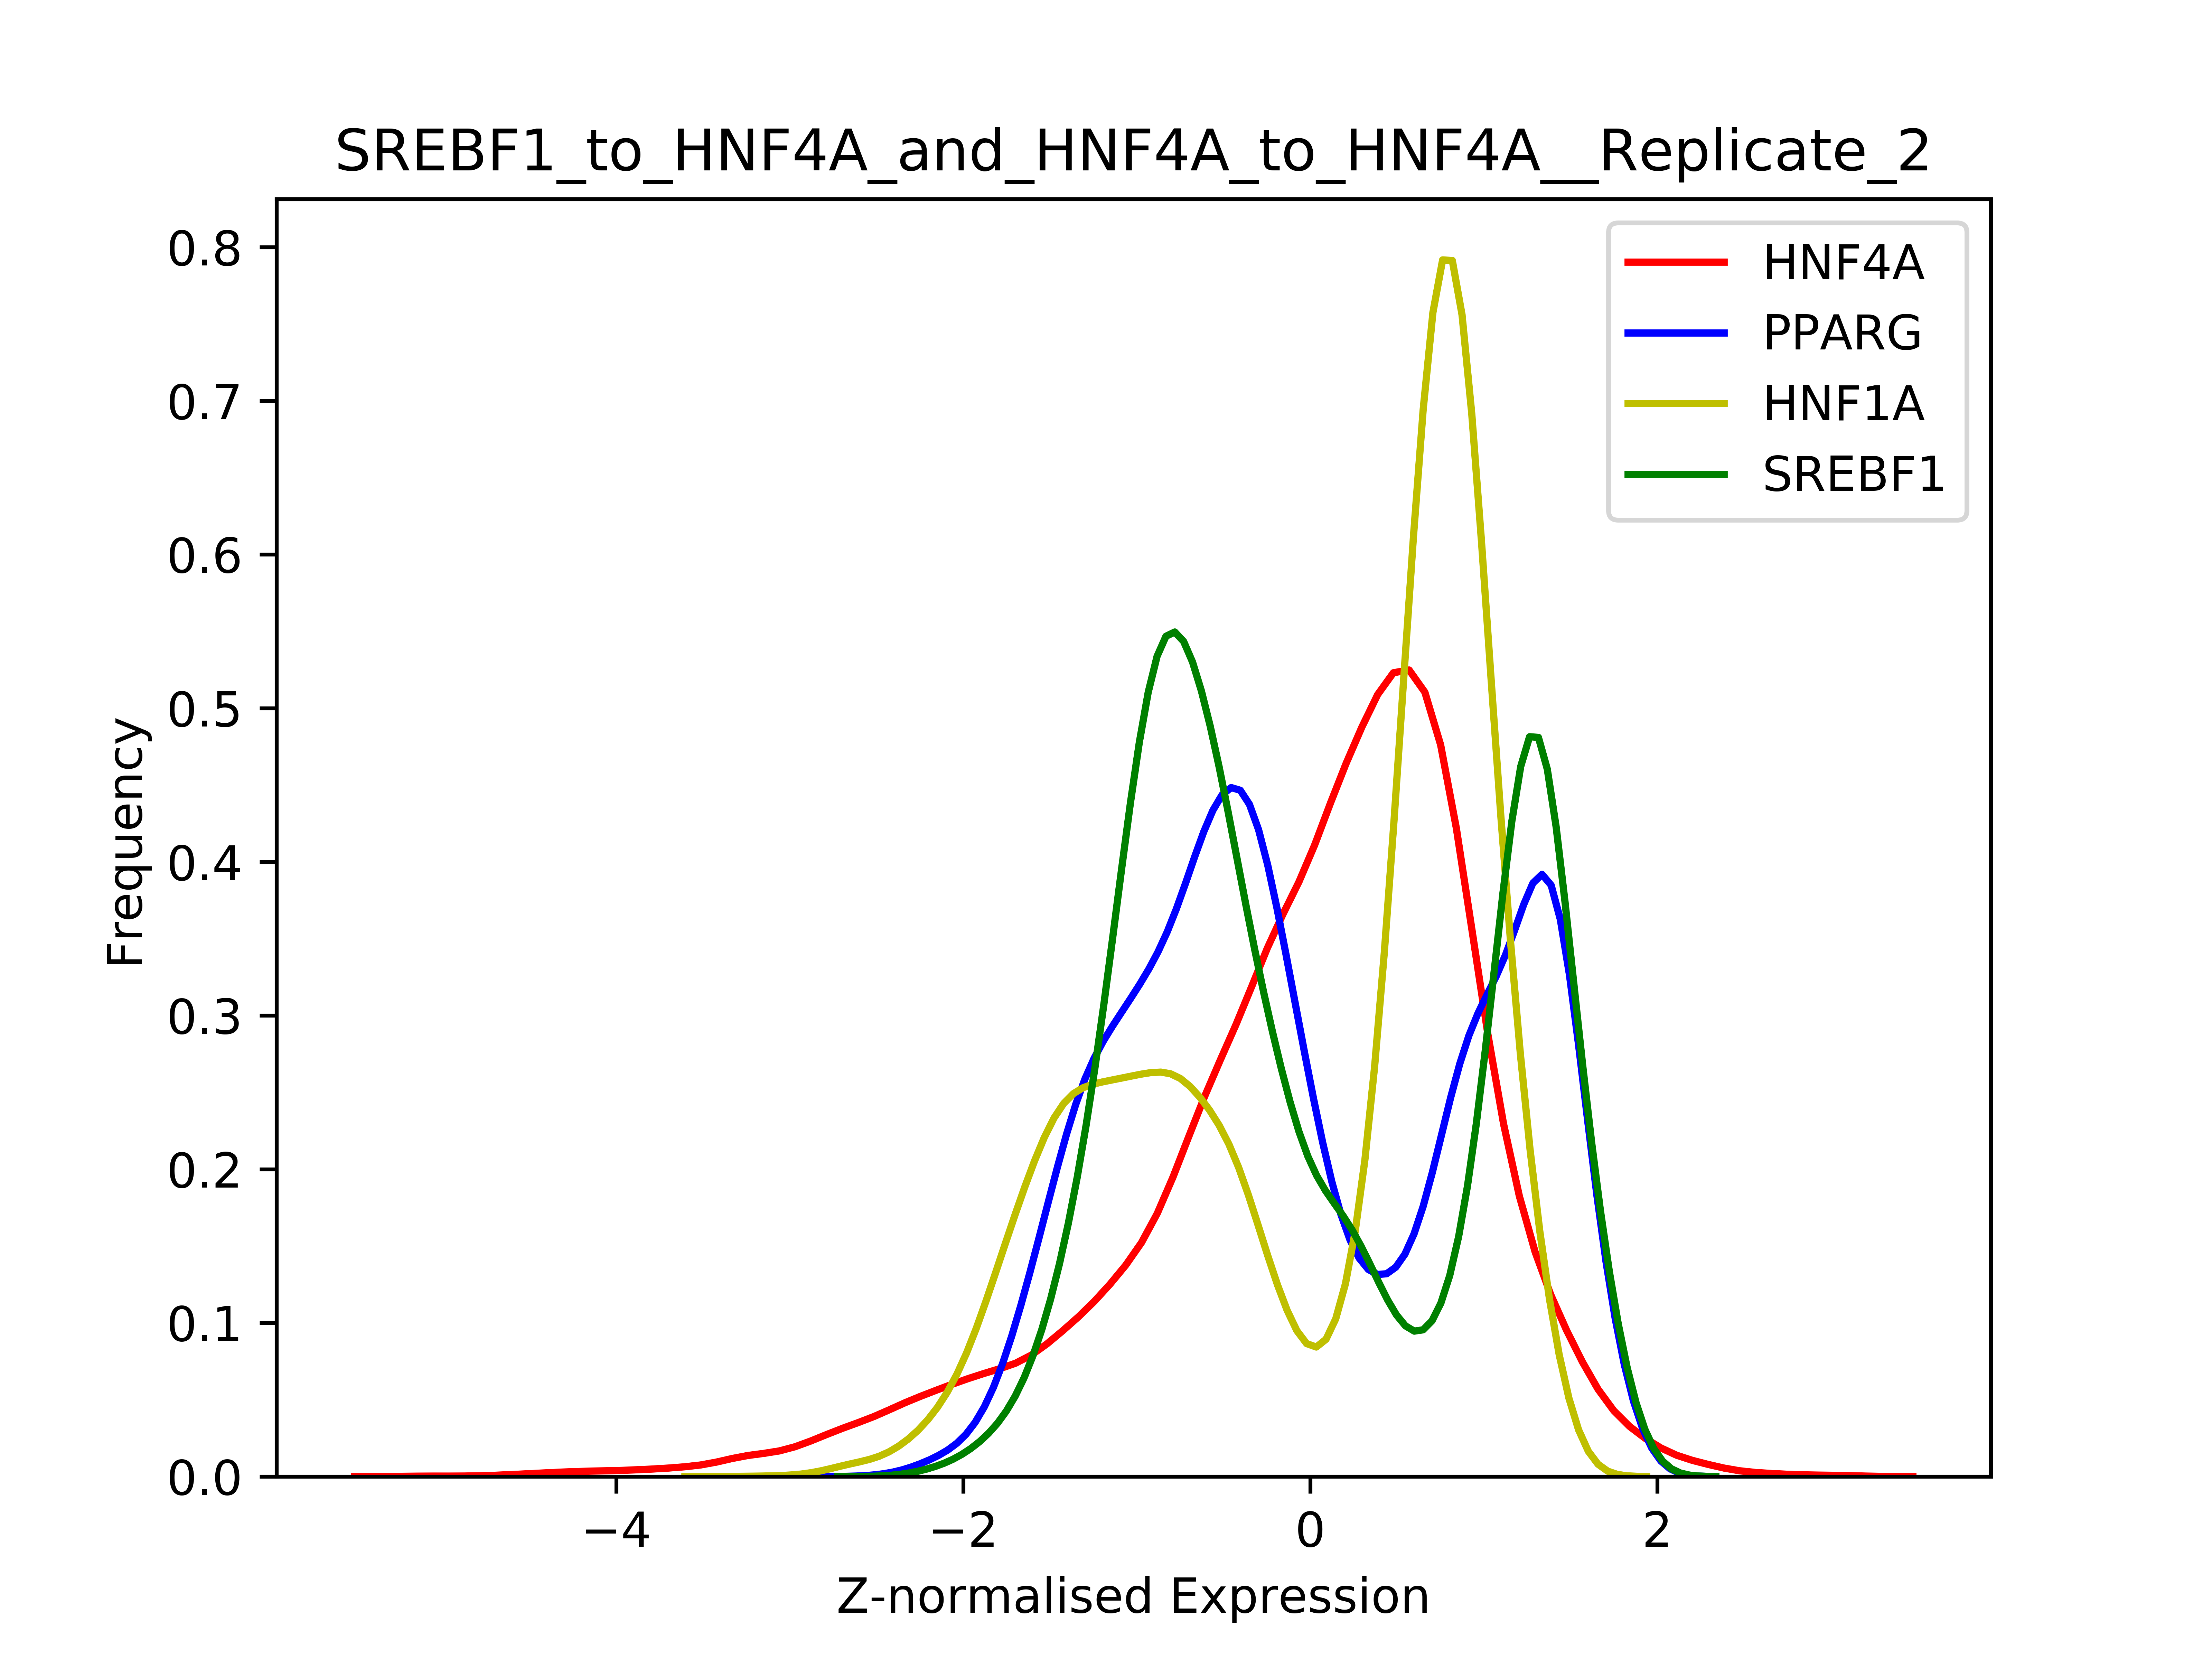 SREBF1_to_HNF4A_and_HNF4A_to_HNF4A__Replicate_2
0.8
0.7
0.6
0.5
0.4
0.3
0.2
0.1
0.0
Frequency
HNF4A
PPARG
HNF1A
SREBF1
−4 −2 0 2
Z-normalised Expression